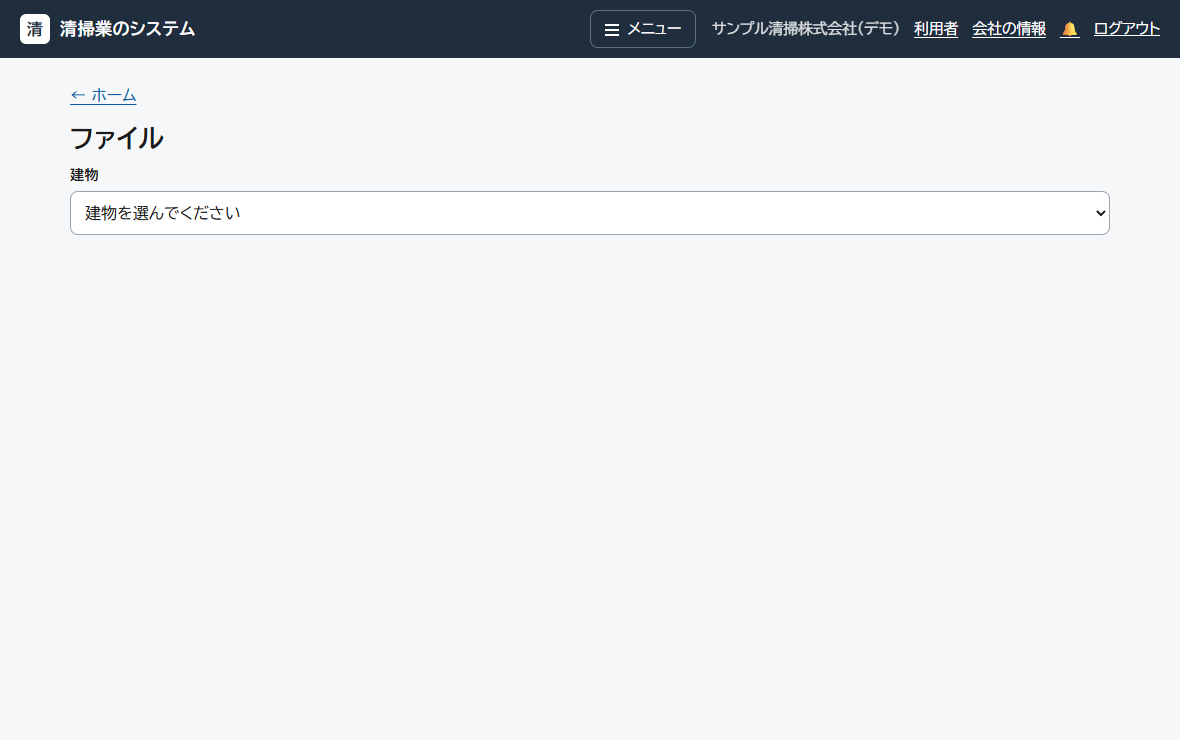 清 清掃業のシステム メニュー サンプル清掃株式会社(デモ) 利用者 会社の情報 ログアウト
← ホーム
ファイル
建物
建物を選んでください